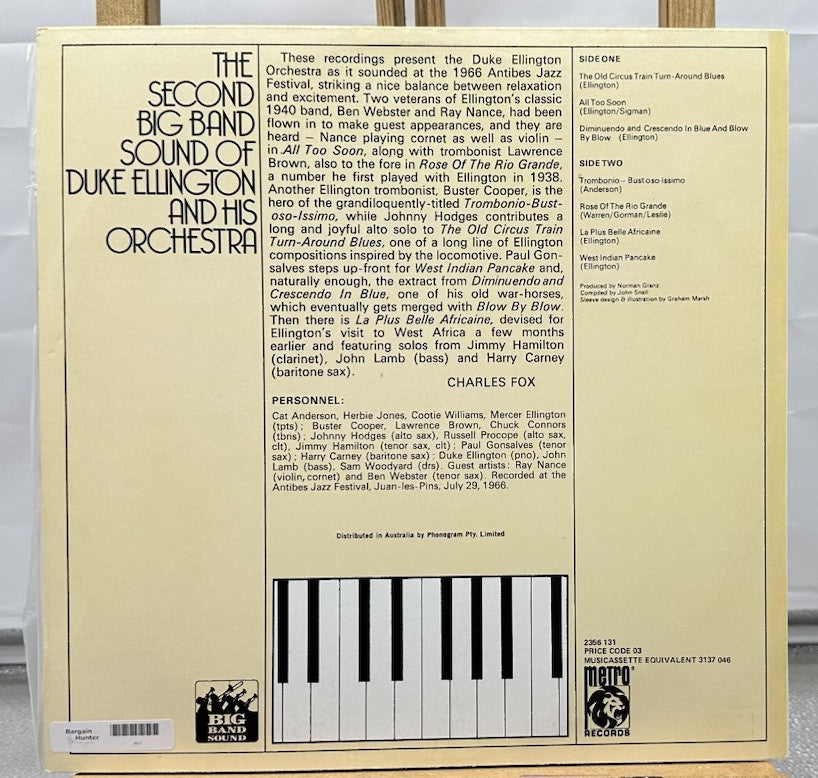 THE
SECOND
BIG BAND
SOUND OF
DUKE ELLINGTON
AND HIS
ORCHESTRA
These recordings present the Duke Ellington
Orchestra as it sounded at the 1966 Antibes Jazz
Festival, striking a nice balance between relaxation
and excitement. Two veterans of Ellington's classic
1940 band, Ben Webster and Ray Nance, had been
flown in to make guest appearances, and they are
heard – Nance playing cornet as well as violin –
in All Too Soon, along with trombonist Lawrence
Brown, also to the fore in Rose Of The Rio Grande,
a number he first played with Ellington in 1938.
Another Ellington trombonist, Buster Cooper, is the
hero of the grandiloquently-titled Trombonio-Bust-
oso-Issimo, while Johnny Hodges contributes a
long and joyful alto solo to The Old Circus Train
Turn-Around Blues, one of a long line of Ellington
compositions inspired by the locomotive. Paul Gon-
salves steps up-front for West Indian Pancake and,
naturally enough, the extract from Diminuendo and
Crescendo In Blue, one of his old war-horses,
which eventually gets merged with Blow By Blow.
Then there is La Plus Belle Africaine, devised for
Ellington's visit to West Africa a few months
earlier and featuring solos from Jimmy Hamilton
(clarinet), John Lamb (bass) and Harry Carney
(baritone sax).
CHARLES FOX
PERSONNEL:
Cat Anderson, Herbie Jones, Cootie Williams, Mercer Ellington
(tpts); Buster Cooper, Lawrence Brown, Chuck Connors
(tbns); Johnny Hodges (alto sax), Russell Procope (alto sax,
clt), Jimmy Hamilton (tenor sax, clt); Paul Gonsalves (tenor
sax); Harry Carney (baritone sax); Duke Ellington (pno), John
Lamb (bass), Sam Woodyard (drs). Guest artists: Ray Nance
(violin, cornet) and Ben Webster (tenor sax). Recorded at the
Antibes Jazz Festival, Juan-les-Pins, July 29, 1966.
Distributed in Australia by Phonogram Pty. Limited
SIDE ONE
The Old Circus Train Turn-Around Blues
(Ellington)
All Too Soon
(Ellington/Sigman)
Diminuendo and Crescendo In Blue And Blow
By Blow (Ellington)
SIDE TWO
Trombonio – Bustoso Issimo
(Anderson)
Rose Of The Rio Grande
(Warren/Gorman/Leslie)
La Plus Belle Africaine
(Ellington)
West Indian Pancake
(Ellington)
Produced by Norman Granz
Compiled by John Snell
Sleeve design & illustration by Graham Marsh
2356 131
PRICE CODE 03
MUSICASSETTE EQUIVALENT 3137 046
metro
RECORDS
BIG
BAND
SOUND
Bargain
Hunter